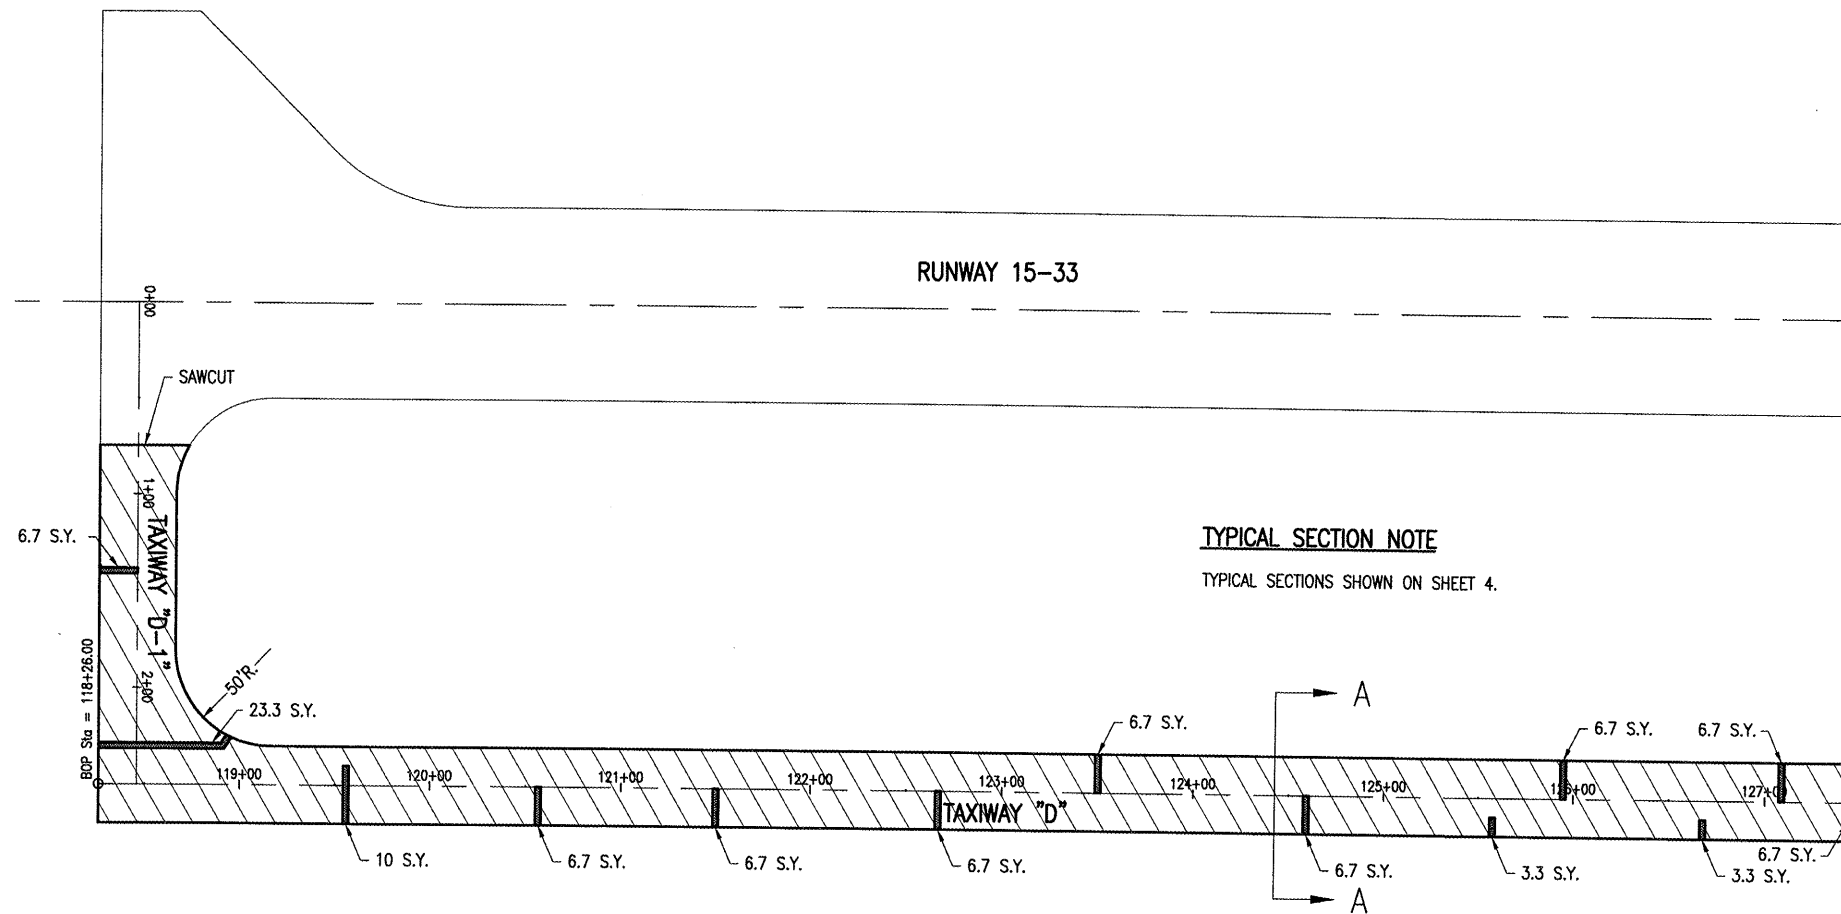 RUNWAY 15-33
0+00
SAWCUT
1+00
TAXIWAY "D-1"
6.7 S.Y.
TYPICAL SECTION NOTE
TYPICAL SECTIONS SHOWN ON SHEET 4.
2+00
50'R.
23.3 S.Y.
BOP Sta = 118+26.00
A
6.7 S.Y.
6.7 S.Y.
6.7 S.Y.
119+00
120+00
121+00
122+00
123+00
124+00
125+00
126+00
127+00
TAXIWAY "D"
10 S.Y.
6.7 S.Y.
6.7 S.Y.
6.7 S.Y.
6.7 S.Y.
3.3 S.Y.
3.3 S.Y.
6.7 S.Y.
A